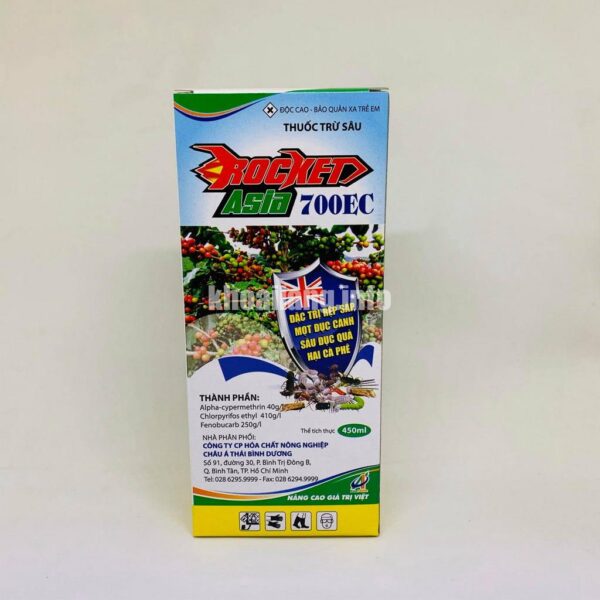 ĐỘC CAO - BẢO QUẢN XA TRẺ EM
THUỐC TRỪ SÂU
ROCKET
Asia 700EC
khoahang.info
ĐẶC TRỊ RỆP SÁP,
MỌT ĐỤC CÀNH
SÂU ĐỤC QUẢ
HẠI CÀ PHÊ
THÀNH PHẦN:
Alpha-cypermethrin 40g/l
Chlorpyrifos ethyl 410g/l
Fenobucarb 250g/l
Thể tích thực 450ml
NHÀ PHÂN PHỐI:
CÔNG TY CP HÓA CHẤT NÔNG NGHIỆP
CHÂU Á THÁI BÌNH DƯƠNG
Số 91, đường 30, P. Bình Trị Đông B,
Q. Bình Tân, TP. Hồ Chí Minh
Tel: 028 6295.9999 - Fax: 028 6294.9999
NÂNG CAO GIÁ TRỊ VIỆT